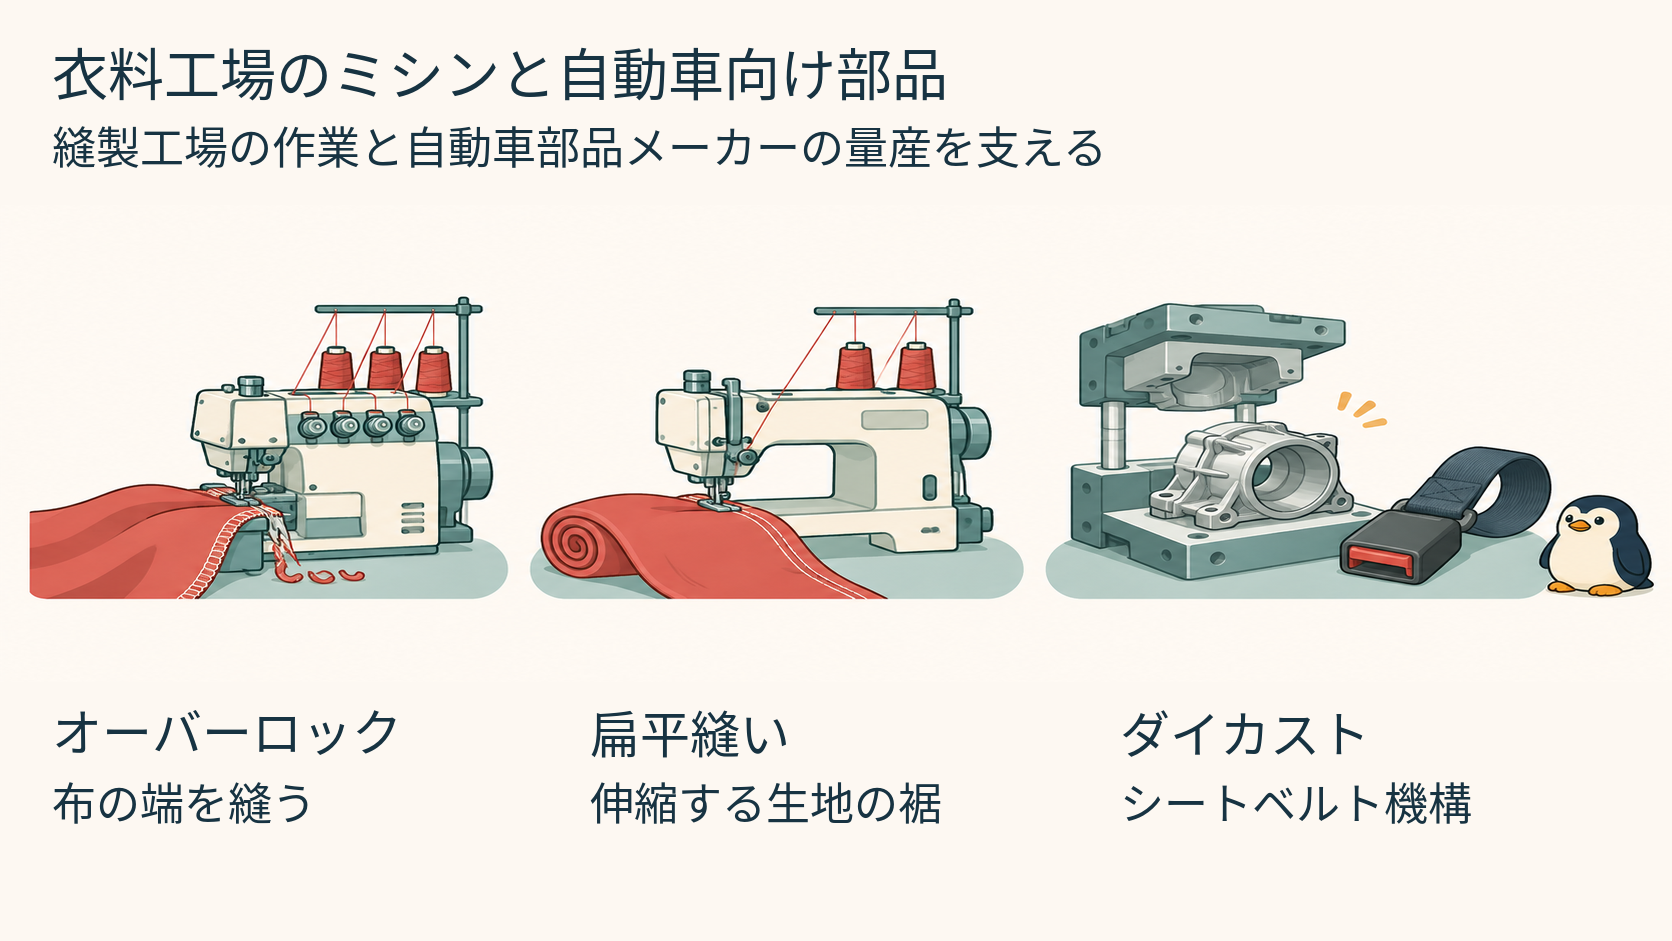 衣料工場のミシンと自動車向け部品
縫製工場の作業と自動車部品メーカーの量産を支える
オーバーロック
布の端を縫う
扁平縫い
伸縮する生地の裾
ダイカスト
シートベルト機構